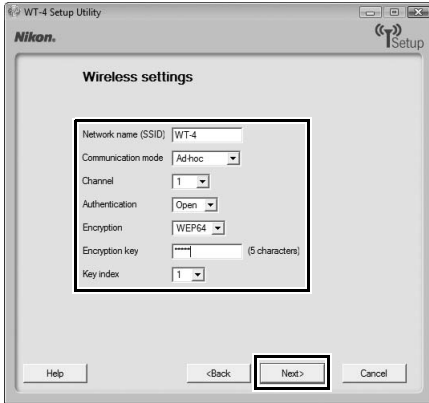 WT-4 Setup Utility
Nikon.
Setup
Wireless settings
Network name (SSID) WT-4
Communication mode Ad-hoc
Channel 1
Authentication Open
Encryption WEP64
Encryption key ***** (5 characters)
Key index 1
Help <Back Next> Cancel